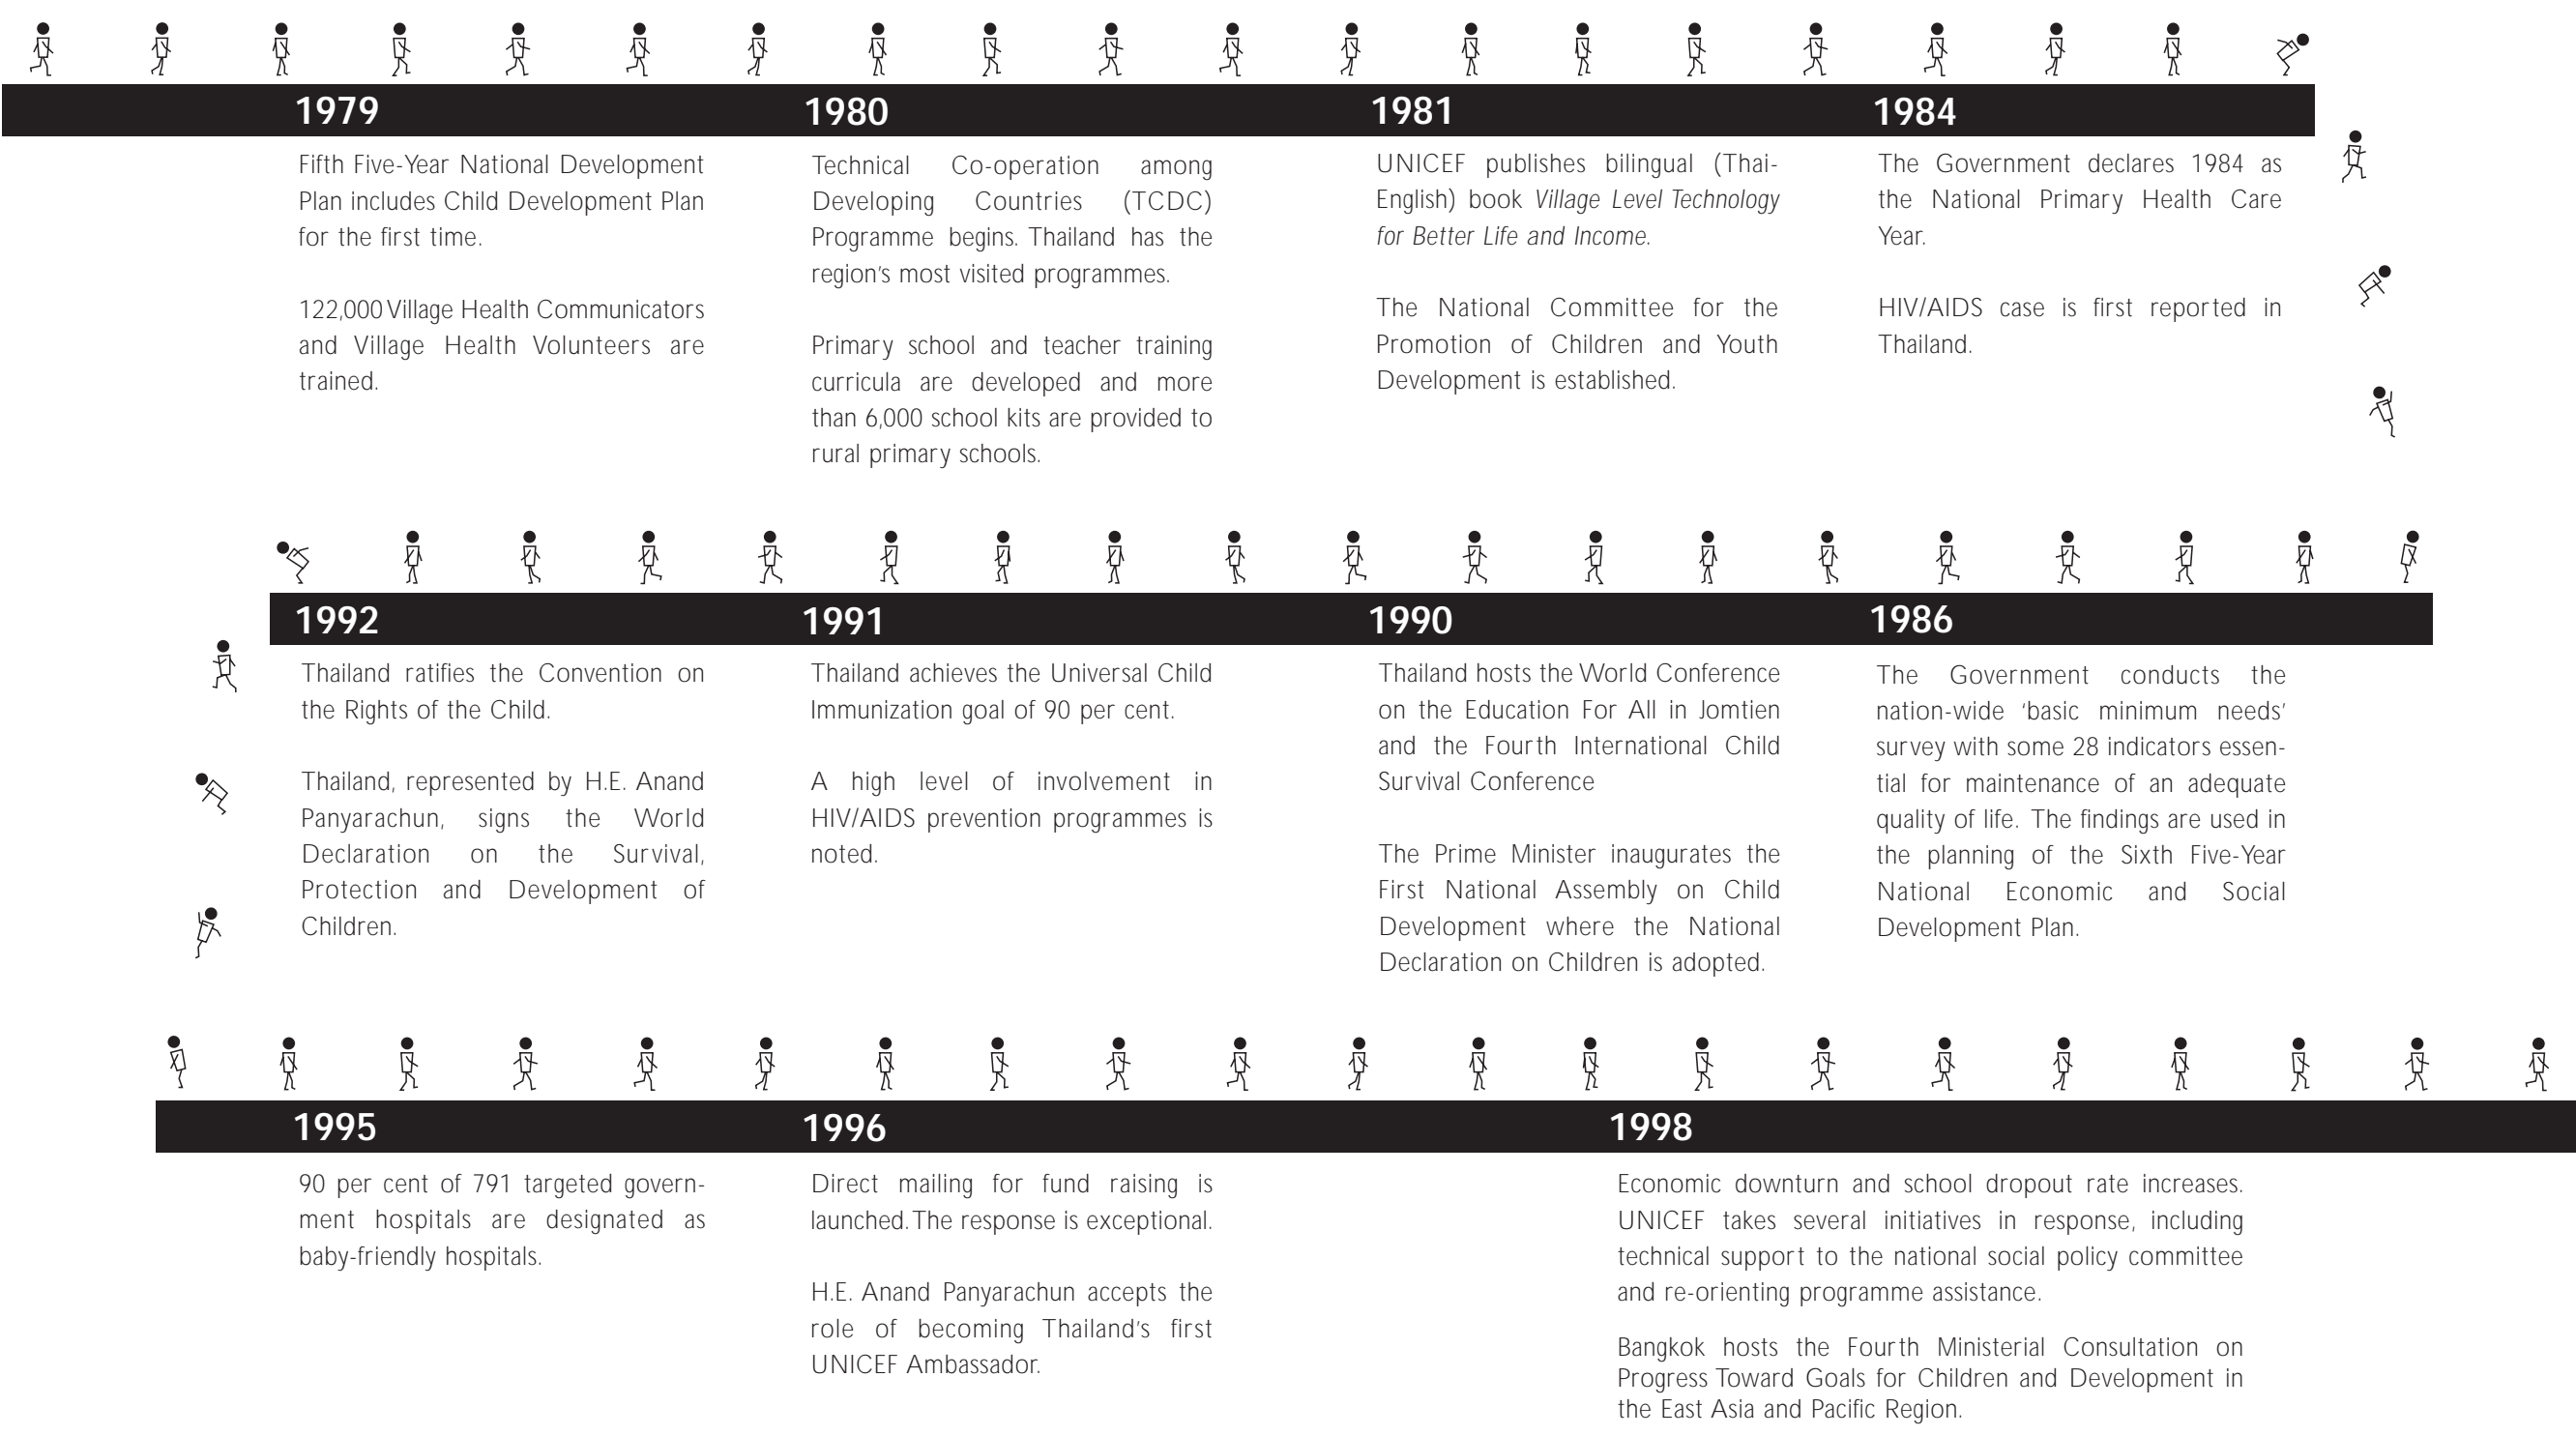 1979
Fifth Five-Year National Development
Plan includes Child Development Plan
for the first time.
122,000 Village Health Communicators
and Village Health Volunteers are
trained.
1980
Technical Co-operation among
Developing Countries (TCDC)
Programme begins. Thailand has the
region's most visited programmes.
Primary school and teacher training
curricula are developed and more
than 6,000 school kits are provided to
rural primary schools.
1981
UNICEF publishes bilingual (Thai-
English) book Village Level Technology
for Better Life and Income.
The National Committee for the
Promotion of Children and Youth
Development is established.
1984
The Government declares 1984 as
the National Primary Health Care
Year.
HIV/AIDS case is first reported in
Thailand.
1992
Thailand ratifies the Convention on
the Rights of the Child.
Thailand, represented by H.E. Anand
Panyarachun, signs the World
Declaration on the Survival,
Protection and Development of
Children.
1991
Thailand achieves the Universal Child
Immunization goal of 90 per cent.
A high level of involvement in
HIV/AIDS prevention programmes is
noted.
1990
Thailand hosts the World Conference
on the Education For All in Jomtien
and the Fourth International Child
Survival Conference
The Prime Minister inaugurates the
First National Assembly on Child
Development where the National
Declaration on Children is adopted.
1986
The Government conducts the
nation-wide ‘basic minimum needs’
survey with some 28 indicators essen-
tial for maintenance of an adequate
quality of life. The findings are used in
the planning of the Sixth Five-Year
National Economic and Social
Development Plan.
1995
90 per cent of 791 targeted govern-
ment hospitals are designated as
baby-friendly hospitals.
1996
Direct mailing for fund raising is
launched. The response is exceptional.
H.E. Anand Panyarachun accepts the
role of becoming Thailand's first
UNICEF Ambassador.
1998
Economic downturn and school dropout rate increases.
UNICEF takes several initiatives in response, including
technical support to the national social policy committee
and re-orienting programme assistance.
Bangkok hosts the Fourth Ministerial Consultation on
Progress Toward Goals for Children and Development in
the East Asia and Pacific Region.